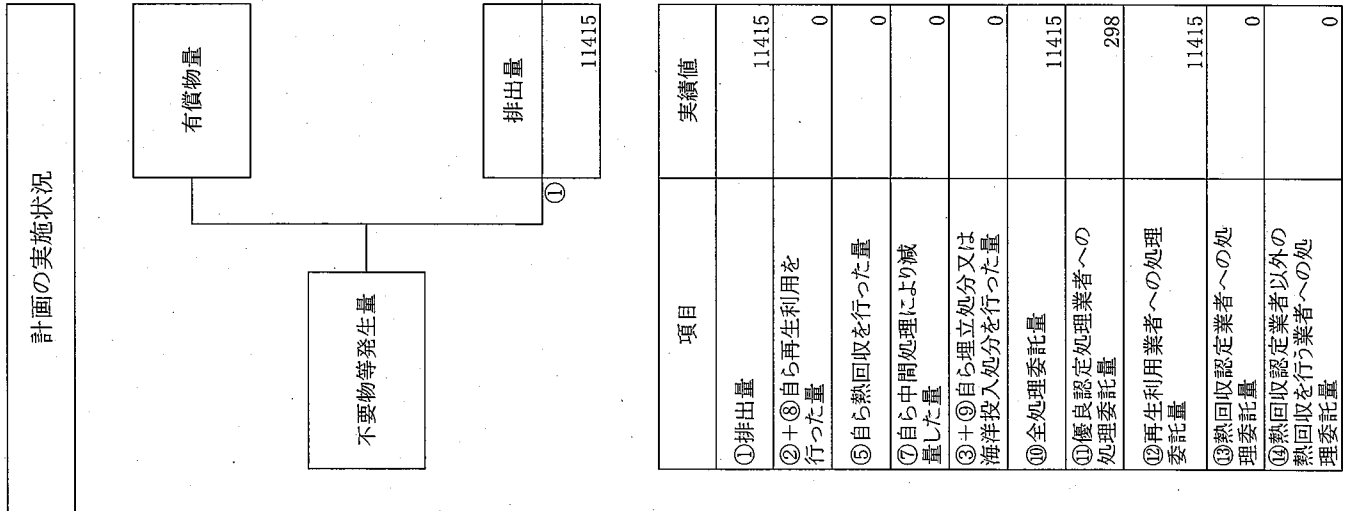 計画の実施状況
有償物量
不要物等発生量
排出量
①
11415
項目
実績値
①排出量
11415
②+⑧自ら再生利用を
行った量
0
⑤自ら熱回収を行った量
0
⑦自ら中間処理により減
量した量
0
③+⑨自ら埋立処分又は
海洋投入処分を行った量
0
⑩全処理委託量
11415
⑪優良認定処理業者への
処理委託量
298
⑫再生利用業者への処理
委託量
11415
⑬熱回収認定業者への処
理委託量
0
⑭熱回収認定業者以外の
熱回収を行う業者への処
理委託量
0